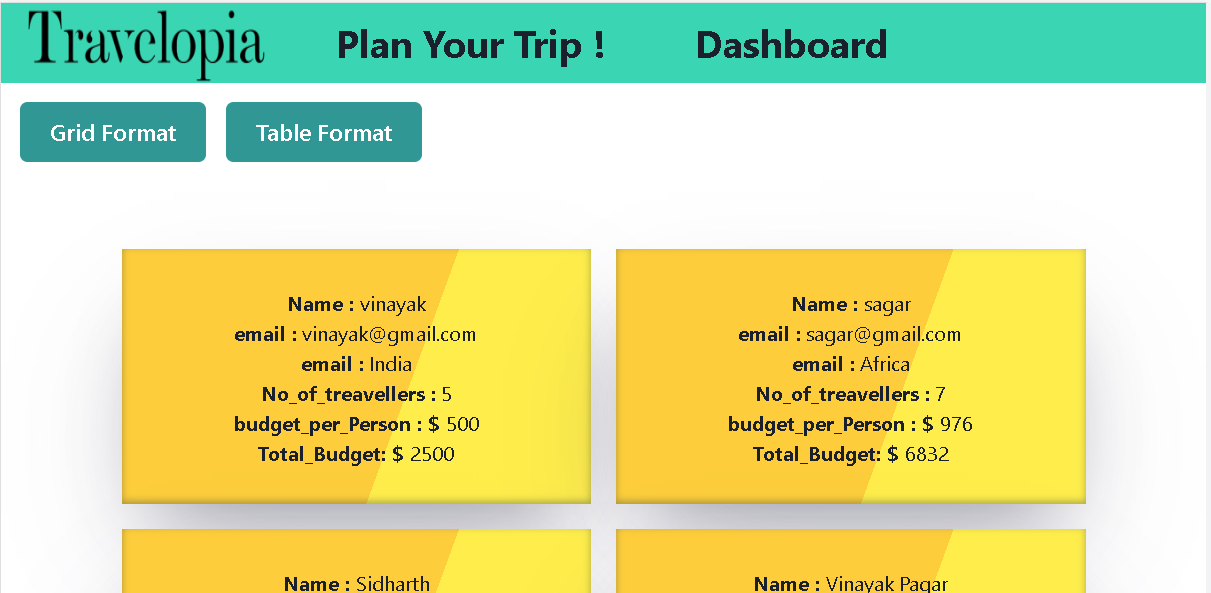 Travelopia Plan Your Trip ! Dashboard
Grid Format Table Format
Name : vinayak
email : vinayak@gmail.com
email : India
No_of_treavellers : 5
budget_per_Person : $ 500
Total_Budget: $ 2500
Name : sagar
email : sagar@gmail.com
email : Africa
No_of_treavellers : 7
budget_per_Person : $ 976
Total_Budget: $ 6832
Name : Sidharth
Name : Vinayak Pagar